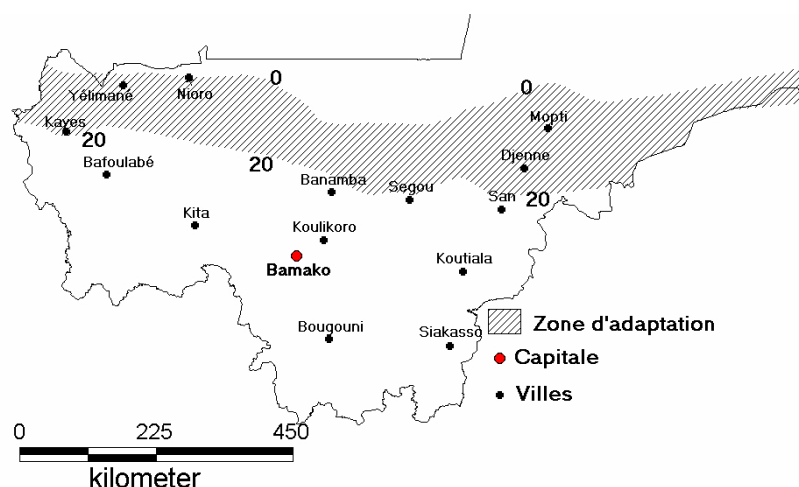 0
0
Yélimané
Nioro
Mopti
Kayes
20
Djenne
Bafoulabé
20
Banamba
Segou
San
20
Kita
Koulikoro
Bamako
Koutiala
Bougouni
Siakasso
Zone d'adaptation
Capitale
Villes
0 225 450
kilometer